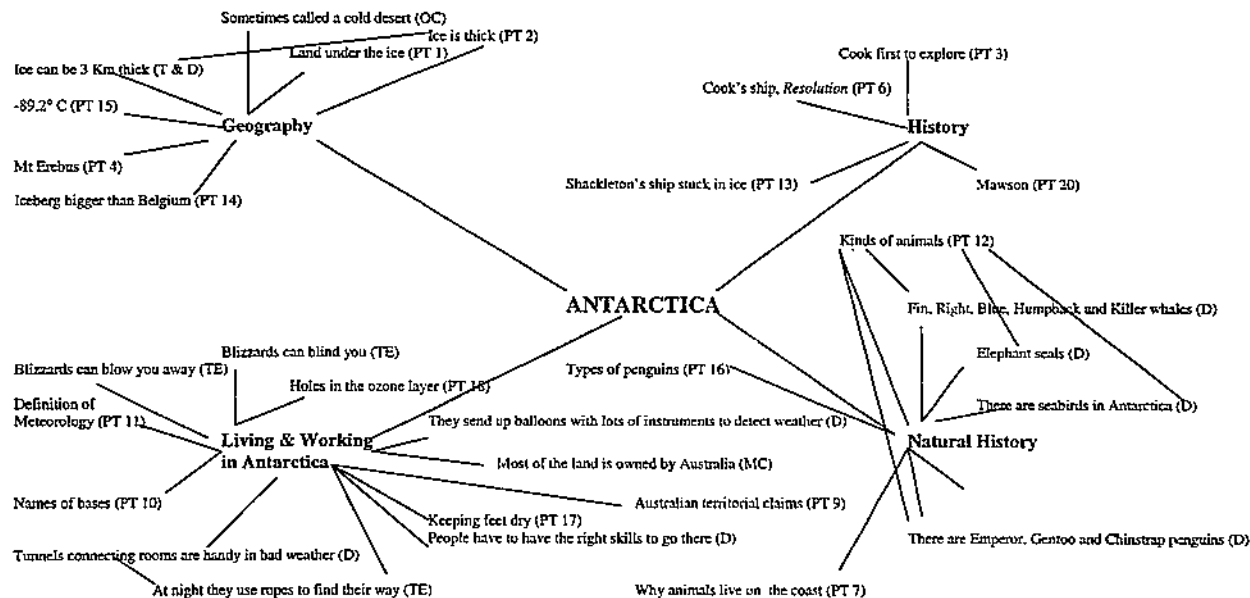 Sometimes called a cold desert (OC)
Ice is thick (PT 2)
Land under the ice (PT 1)
Ice can be 3 Km thick (T & D)
-89.2° C (PT 15)
Geography
Mt Erebus (PT 4)
Iceberg bigger than Belgium (PT 14)
Cook first to explore (PT 3)
Cook's ship, Resolution (PT 6)
History
Shackleton's ship stuck in ice (PT 13)
Mawson (PT 20)
Kinds of animals (PT 12)
ANTARCTICA
Fin, Right, Blue, Humpback and Killer whales (D)
Blizzards can blind you (TE)
Elephant seals (D)
Blizzards can blow you away (TE)
Types of penguins (PT 16)
Holes in the ozone layer (PT 18)
Definition of
Meteorology (PT 11)
There are seabirds in Antarctica (D)
They send up balloons with lots of instruments to detect weather (D)
Living & Working
in Antarctica
Natural History
Most of the land is owned by Australia (MC)
Names of bases (PT 10)
Australian territorial claims (PT 9)
Keeping feet dry (PT 17)
People have to have the right skills to go there (D)
There are Emperor, Gentoo and Chinstrap penguins (D)
Tunnels connecting rooms are handy in bad weather (D)
At night they use ropes to find their way (TE)
Why animals live on the coast (PT 7)